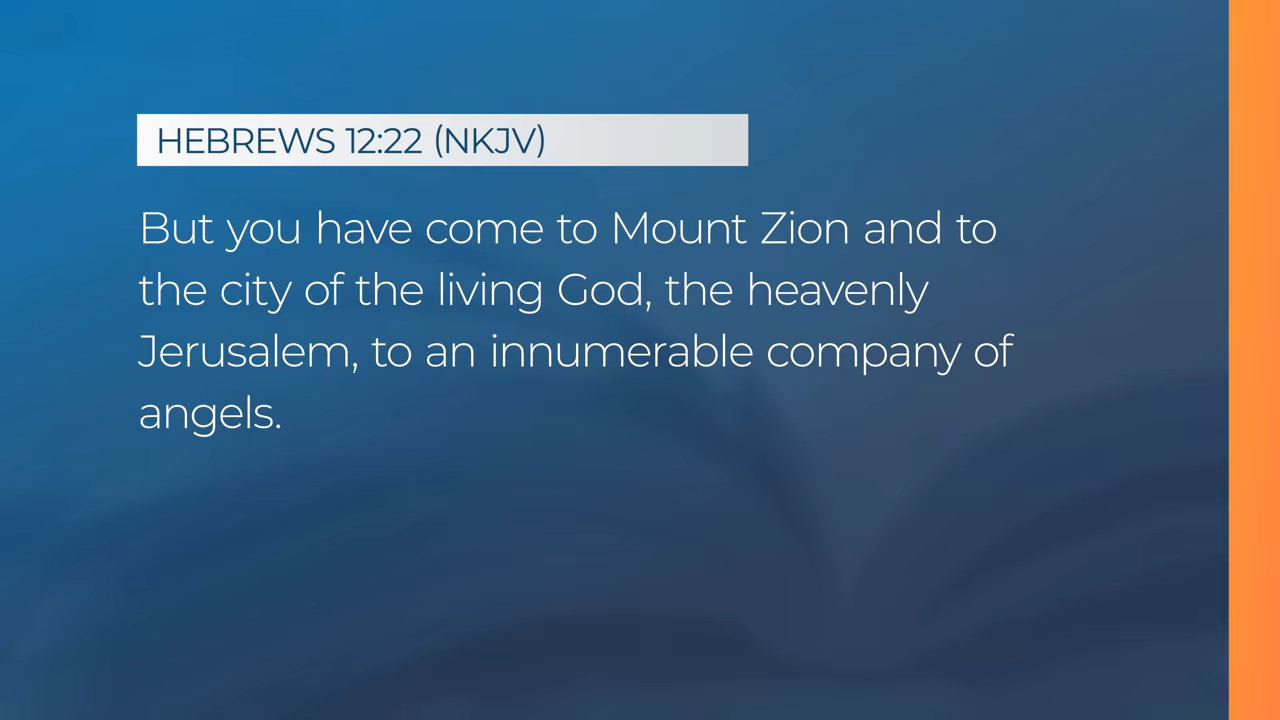 HEBREWS 12:22 (NKJV)
But you have come to Mount Zion and to
the city of the living God, the heavenly
Jerusalem, to an innumerable company of
angels.